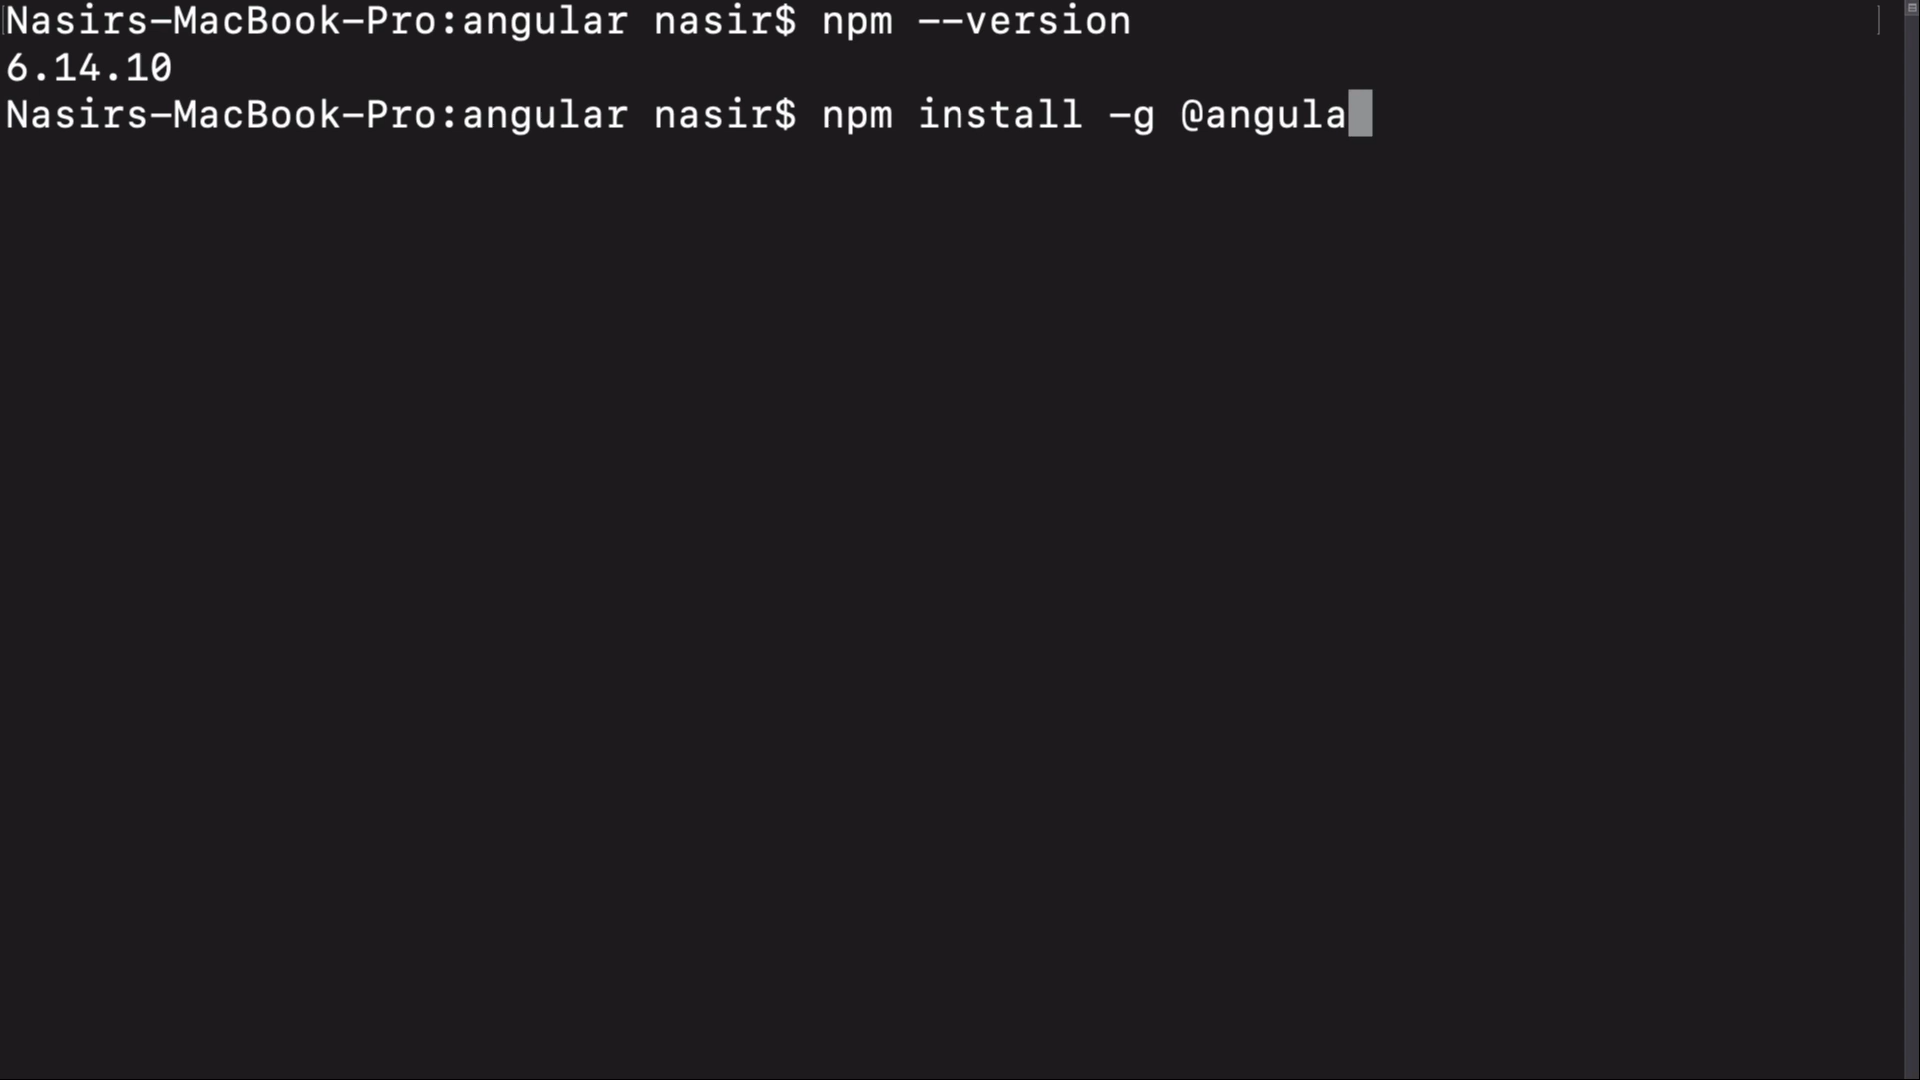 Nasirs-MacBook-Pro:angular nasir$ npm --version
6.14.10
Nasirs-MacBook-Pro:angular nasir$ npm install -g @angula